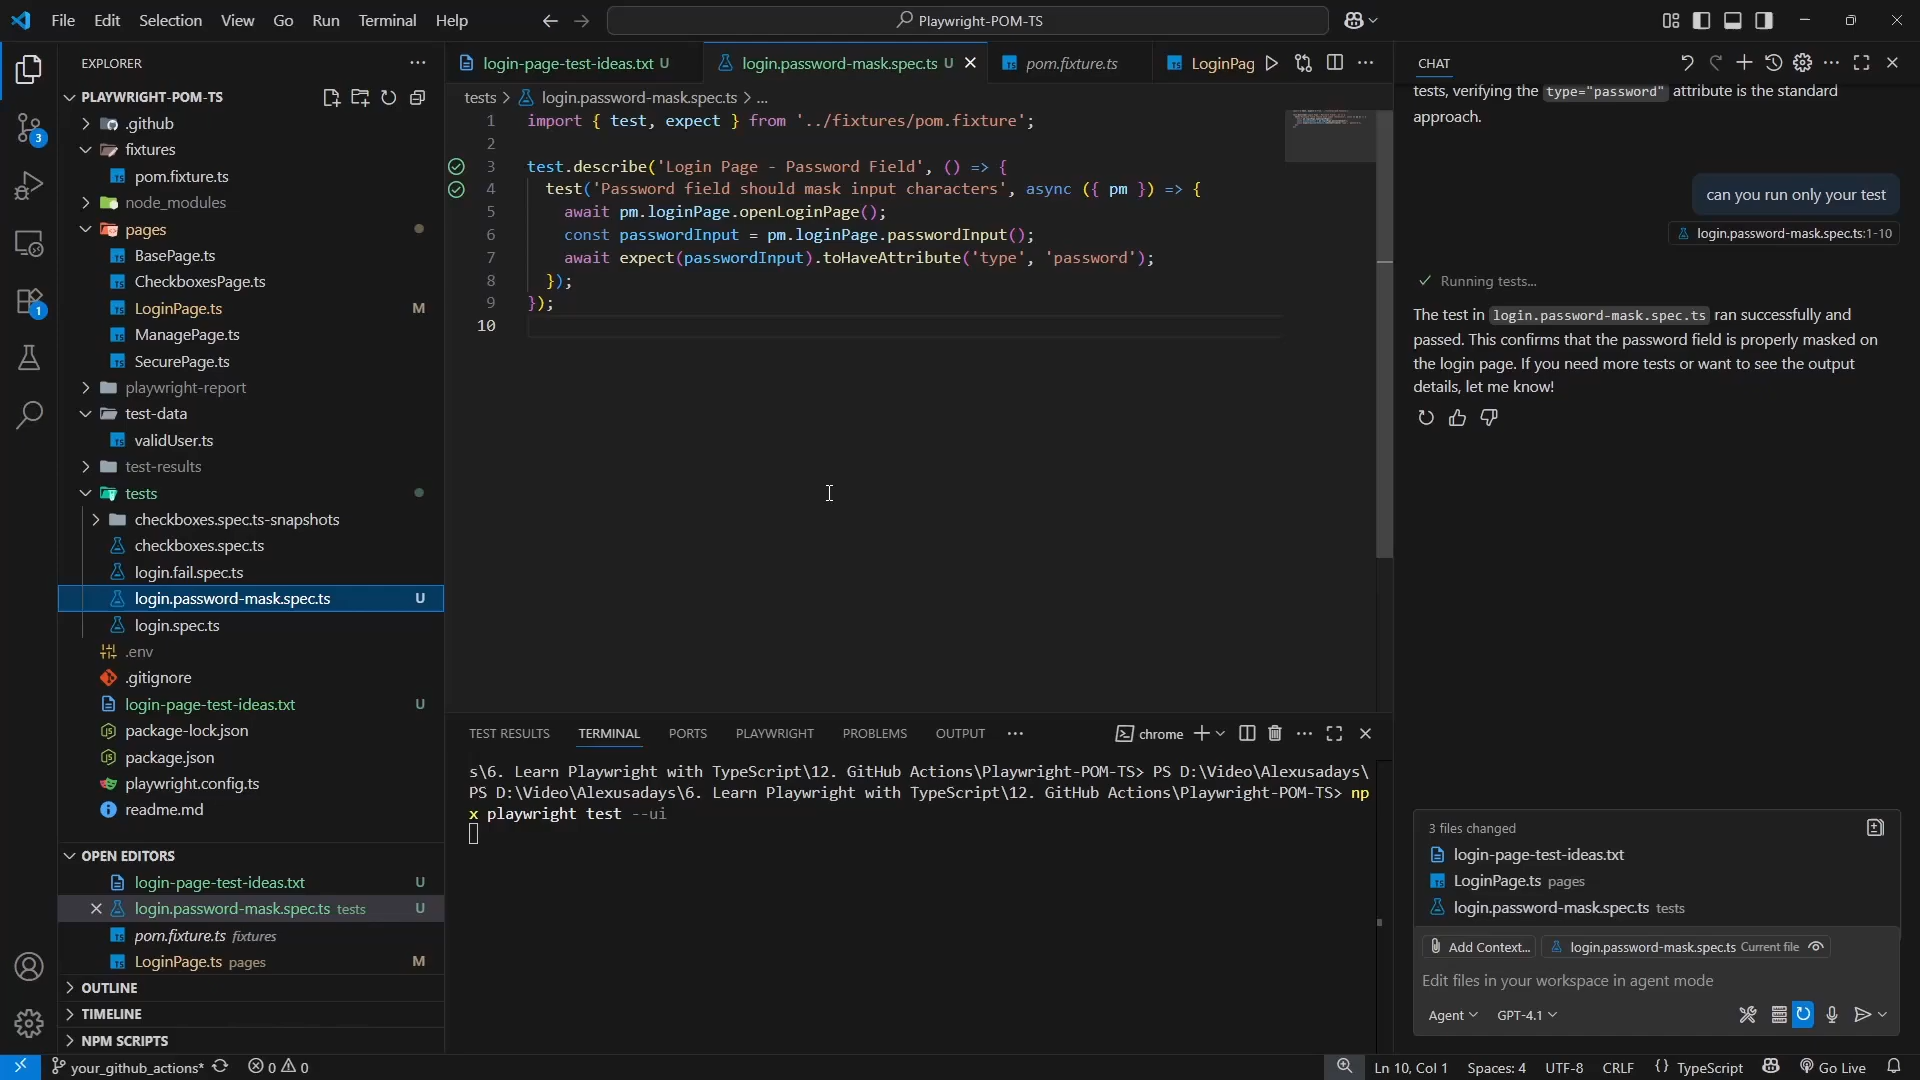 File Edit Selection View Go Run Terminal Help
Playwright-POM-TS
EXPLORER
PLAYWRIGHT-POM-TS
.github
fixtures
pom.fixture.ts
node_modules
pages
BasePage.ts
CheckboxesPage.ts
LoginPage.ts M
ManagePage.ts
SecurePage.ts
playwright-report
test-data
validUser.ts
test-results
tests
checkboxes.spec.ts-snapshots
checkboxes.spec.ts
login.fail.spec.ts
login.password-mask.spec.ts U
login.spec.ts
.env
.gitignore
login-page-test-ideas.txt U
package-lock.json
package.json
playwright.config.ts
readme.md
OPEN EDITORS
login-page-test-ideas.txt U
login.password-mask.spec.ts tests U
pom.fixture.ts fixtures
LoginPage.ts pages M
OUTLINE
TIMELINE
NPM SCRIPTS
3
1
login-page-test-ideas.txt U login.password-mask.spec.ts U pom.fixture.ts LoginPag
tests > login.password-mask.spec.ts > ...
1 import { test, expect } from '../fixtures/pom.fixture';
2
3 test.describe('Login Page - Password Field', () => {
4 test('Password field should mask input characters', async ({ pm }) => {
5 await pm.loginPage.openLoginPage();
6 const passwordInput = pm.loginPage.passwordInput();
7 await expect(passwordInput).toHaveAttribute('type', 'password');
8 });
9 });
10
TEST RESULTS TERMINAL PORTS PLAYWRIGHT PROBLEMS OUTPUT chrome
s\6. Learn Playwright with TypeScript\12. GitHub Actions\Playwright-POM-TS> PS D:\Video\Alexusadays\
PS D:\Video\Alexusadays\6. Learn Playwright with TypeScript\12. GitHub Actions\Playwright-POM-TS> np
x playwright test --ui
CHAT
tests, verifying the type="password" attribute is the standard
approach.
can you run only your test
login.password-mask.spec.ts:1-10
Running tests...
The test in login.password-mask.spec.ts ran successfully and
passed. This confirms that the password field is properly masked on
the login page. If you need more tests or want to see the output
details, let me know!
3 files changed
login-page-test-ideas.txt
LoginPage.ts pages
login.password-mask.spec.ts tests
Add Context... login.password-mask.spec.ts Current file
Edit files in your workspace in agent mode
Agent GPT-4.1
your_github_actions* 0 0
Ln 10, Col 1 Spaces: 4 UTF-8 CRLF {} TypeScript Go Live